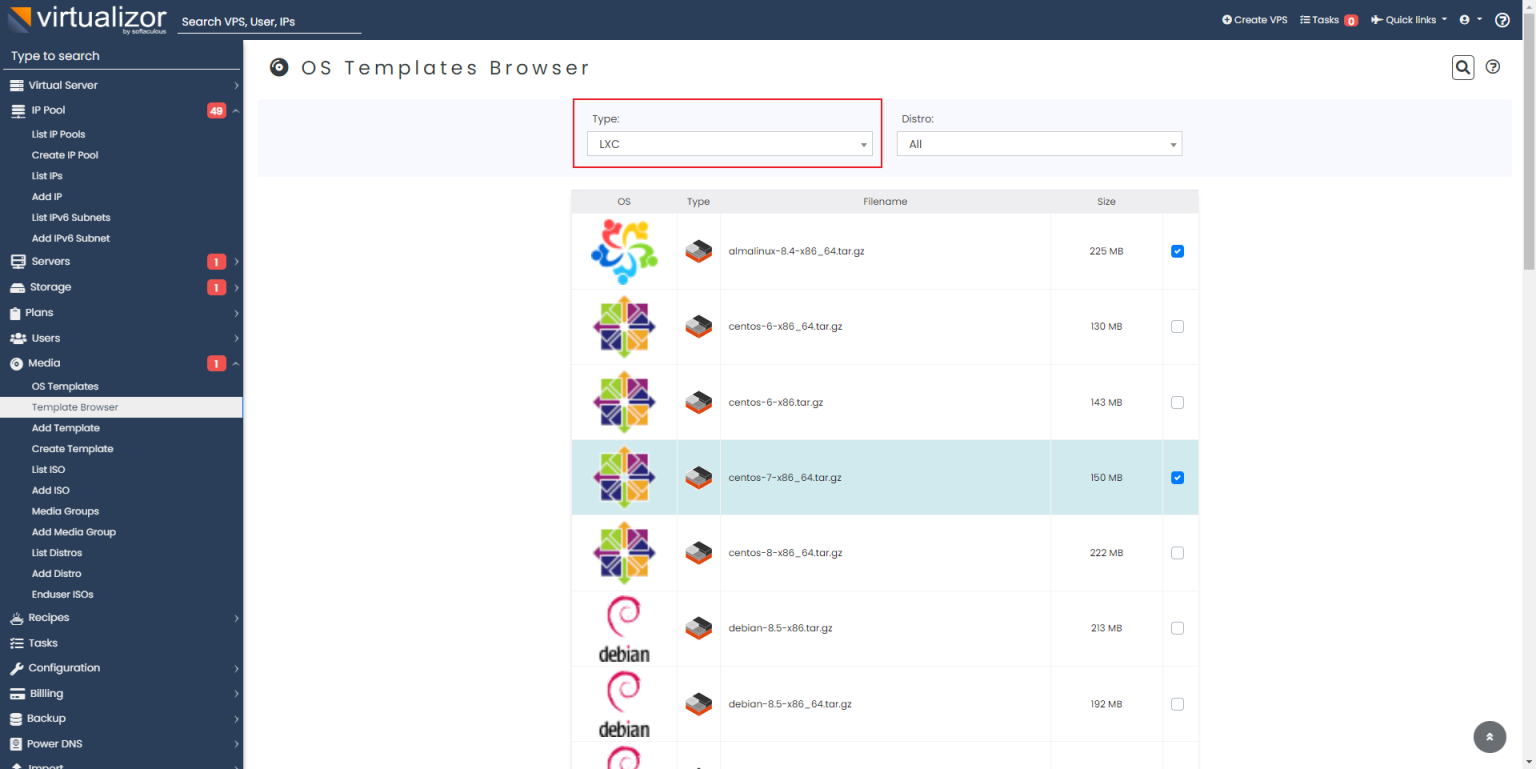 virtualizor
by softaculous
Search VPS, User, IPs
Create VPS
Tasks 0
Quick links
Type to search
Virtual Server
IP Pool 49
List IP Pools
Create IP Pool
List IPs
Add IP
List IPv6 Subnets
Add IPv6 Subnet
Servers 1
Storage 1
Plans
Users
Media 1
OS Templates
Template Browser
Add Template
Create Template
List ISO
Add ISO
Media Groups
Add Media Group
List Distros
Add Distro
Enduser ISOs
Recipes
Tasks
Configuration
Billling
Backup
Power DNS
Import
OS Templates Browser
Type:
LXC
Distro:
All
OS Type Filename Size
almalinux-8.4-x86_64.tar.gz 225 MB
centos-6-x86_64.tar.gz 130 MB
centos-6-x86.tar.gz 143 MB
centos-7-x86_64.tar.gz 150 MB
centos-8-x86_64.tar.gz 222 MB
debian debian-8.5-x86.tar.gz 213 MB
debian debian-8.5-x86_64.tar.gz 192 MB